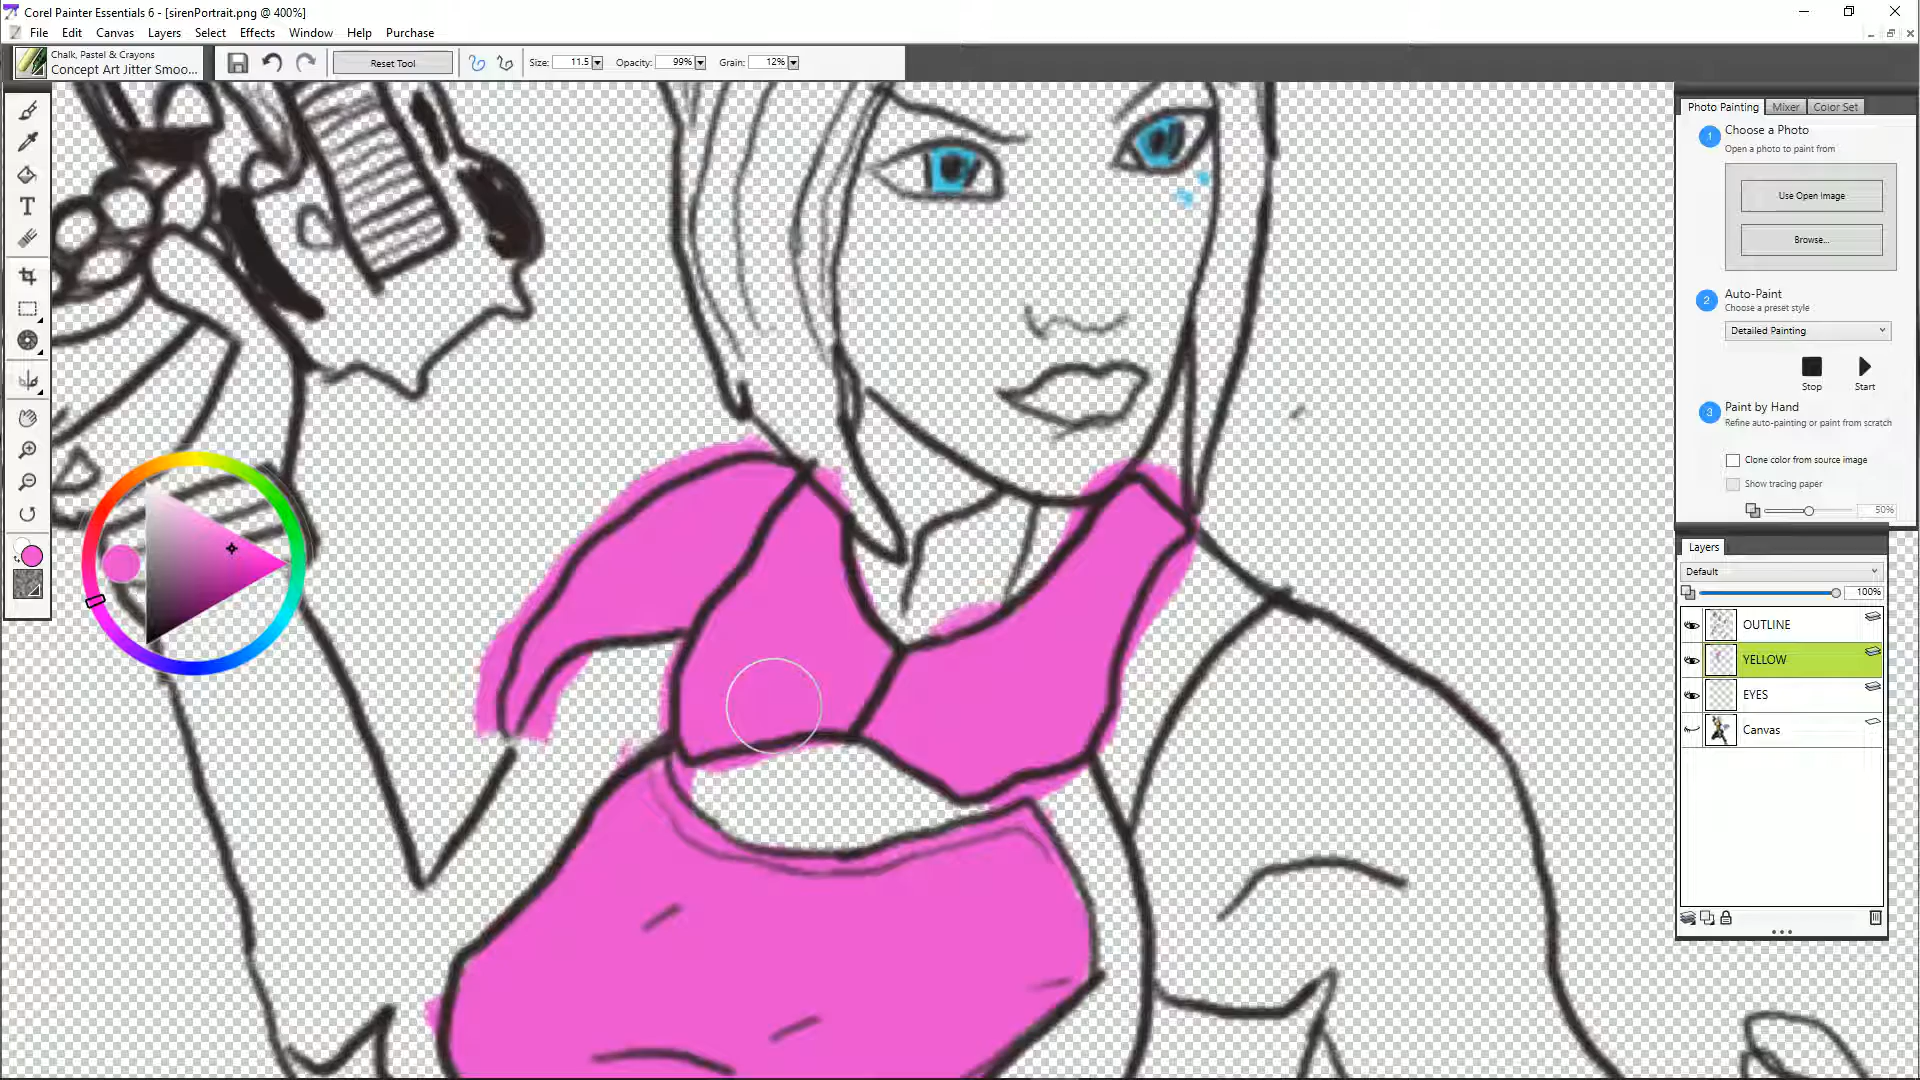 Corel Painter Essentials 6 - [sirenPortrait.png @ 400%]
File Edit Canvas Layers Select Effects Window Help Purchase
Chalk, Pastel & Crayons
Concept Art Jitter Smoo...
Reset Tool
Size: 11.5
Opacity: 99%
Grain: 12%
Photo Painting Mixer Color Set
1 Choose a Photo
Open a photo to paint from
Use Open Image
Browse...
2 Auto-Paint
Choose a preset style
Detailed Painting
Stop Start
3 Paint by Hand
Refine auto-painting or paint from scratch
Clone color from source image
Show tracing paper
50%
Layers
Default
100%
OUTLINE
YELLOW
EYES
Canvas